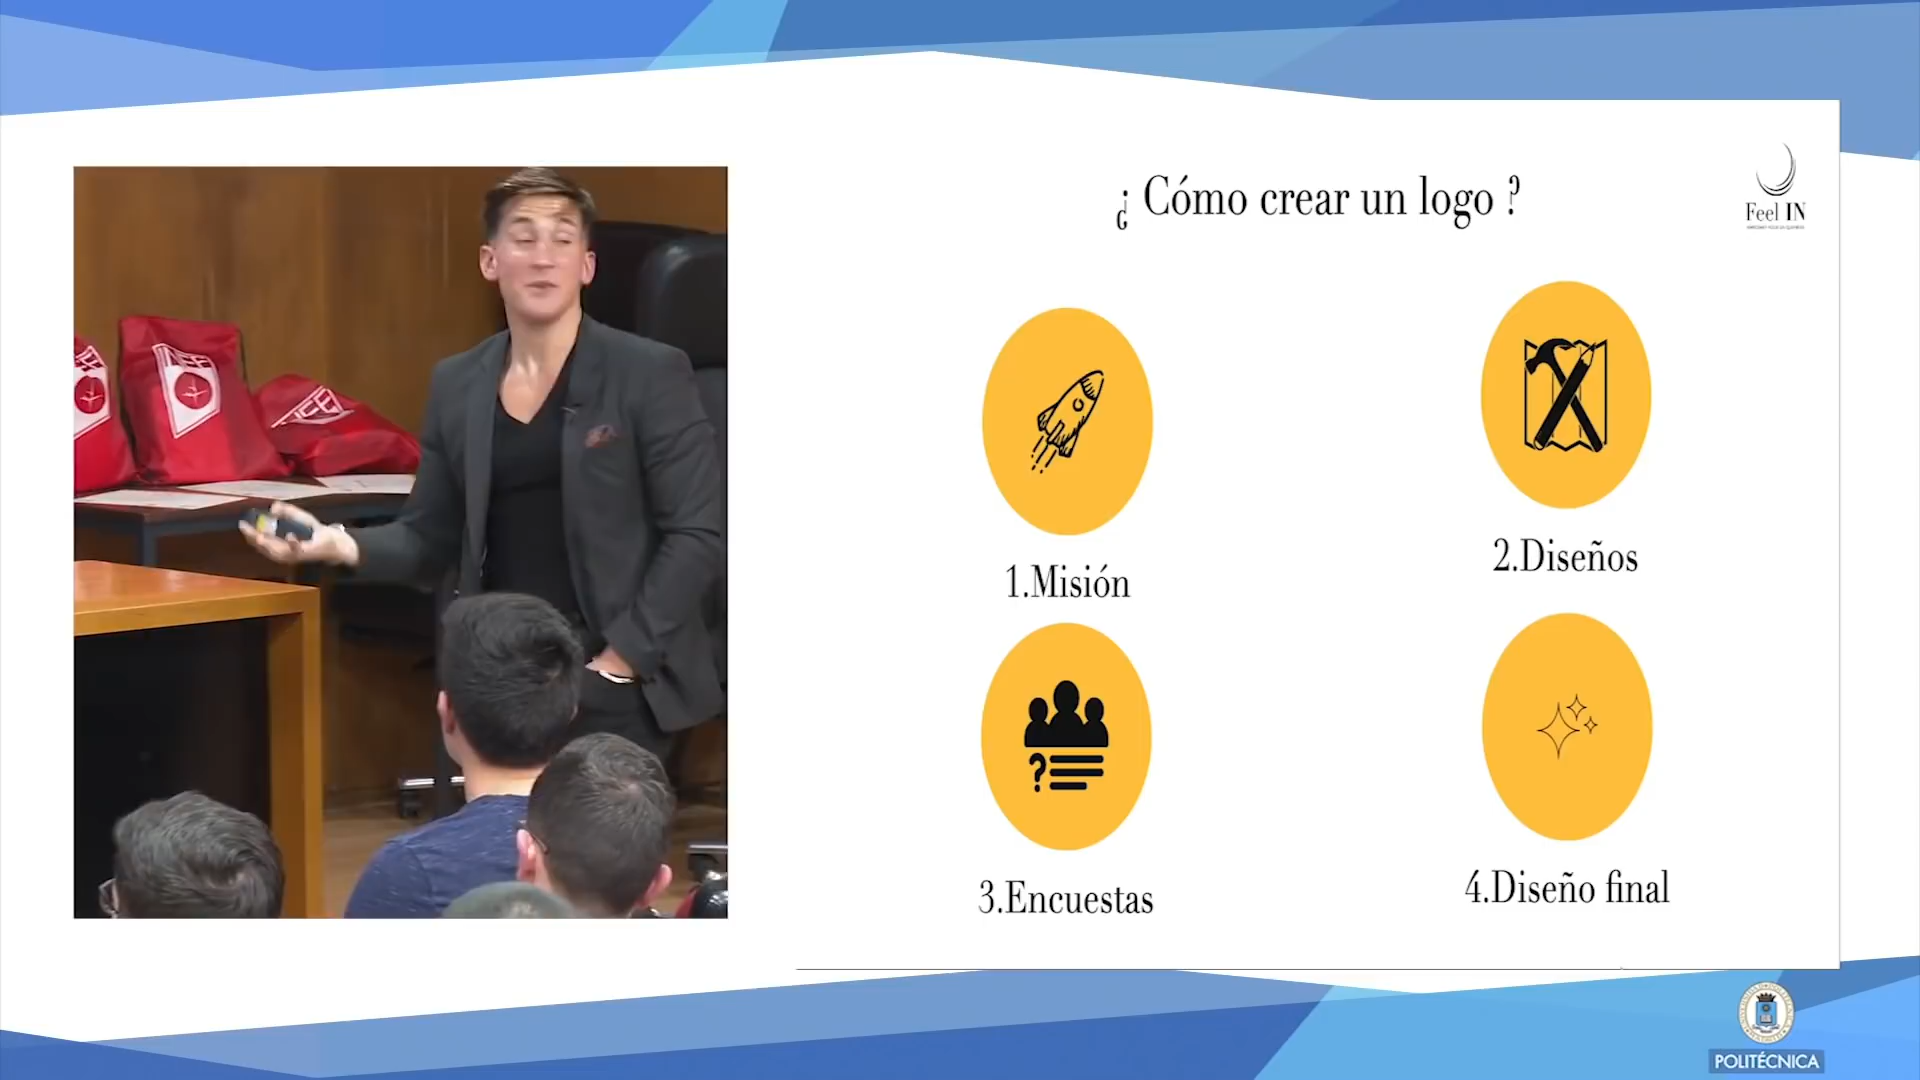 ¿ Cómo crear un logo ?
Feel IN
1.Misión
2.Diseños
3.Encuestas
4.Diseño final
POLITÉCNICA